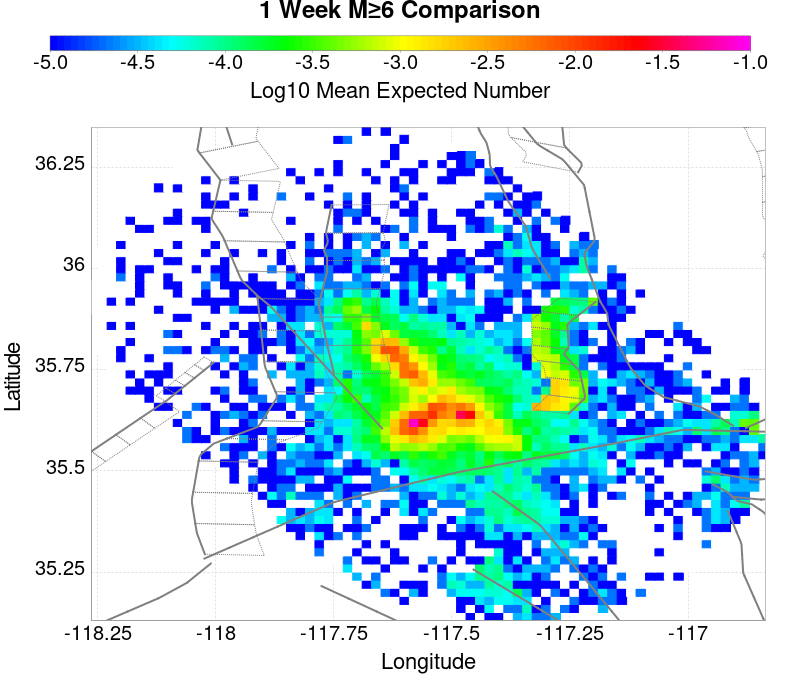 1 Week M≥6 Comparison
-5.0 -4.5 -4.0 -3.5 -3.0 -2.5 -2.0 -1.5 -1.0
Log10 Mean Expected Number
36.25
36
35.75
35.5
35.25
Latitude
-118.25 -118 -117.75 -117.5 -117.25 -117
Longitude